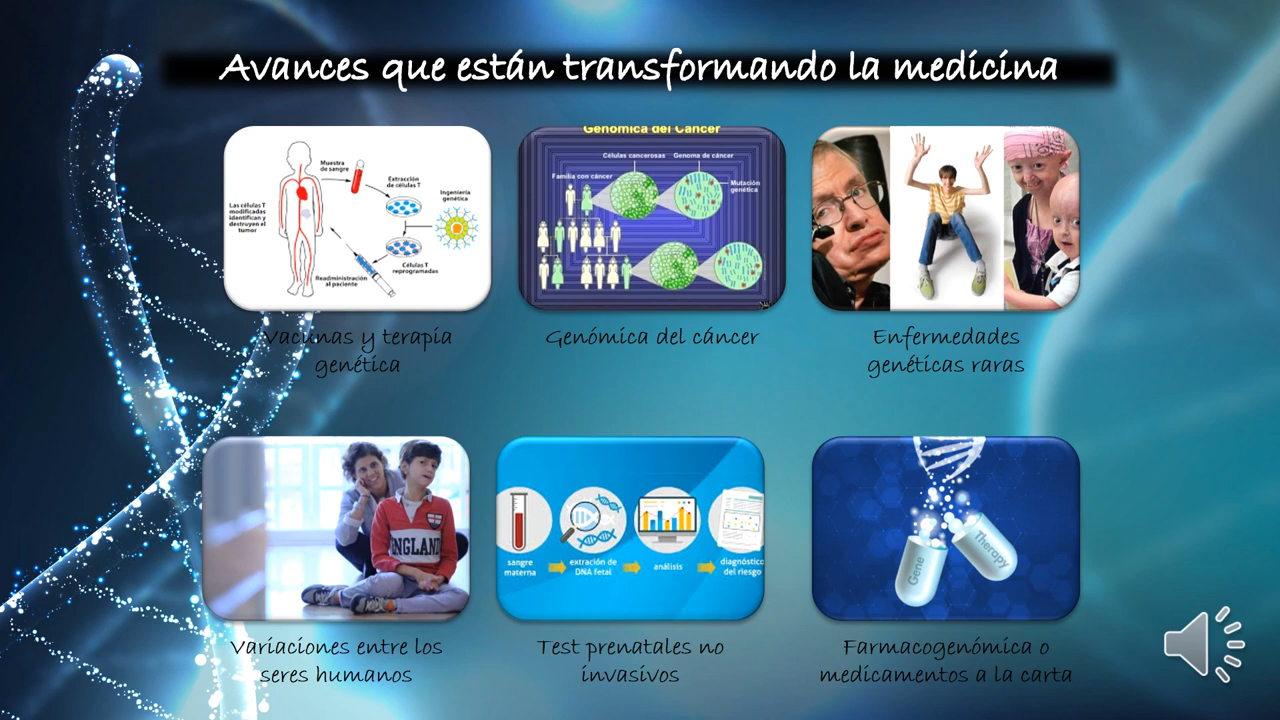 Avances que están transformando la medicina
Muestra
de sangre
Extracción
de células T
Ingeniería
genética
Las células T
modificadas
identifican y
destruyen el
tumor
Células T
reprogramadas
Readministración
al paciente
Vacunas y terapia
genética
Genómica del Cáncer
Células cancerosas
Genoma de cáncer
Familia con cáncer
Mutación
genética
Genómica del cáncer
Enfermedades
genéticas raras
ENGLAND
Variaciones entre los
seres humanos
sangre
materna
extracción de
DNA fetal
análisis
diagnóstico
del riesgo
Test prenatales no
invasivos
Gene
Therapy
Farmacogenómica o
medicamentos a la carta